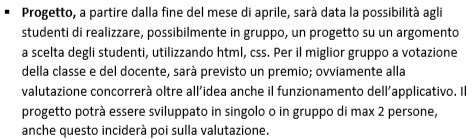 ▪ Progetto, a partire dalla fine del mese di aprile, sarà data la possibilità agli
studenti di realizzare, possibilmente in gruppo, un progetto su un argomento
a scelta degli studenti, utilizzando html, css. Per il miglior gruppo a votazione
della classe e del docente, sarà previsto un premio; ovviamente alla
valutazione concorrerà oltre all'idea anche il funzionamento dell'applicativo. Il
progetto potrà essere sviluppato in singolo o in gruppo di max 2 persone,
anche questo inciderà poi sulla valutazione.